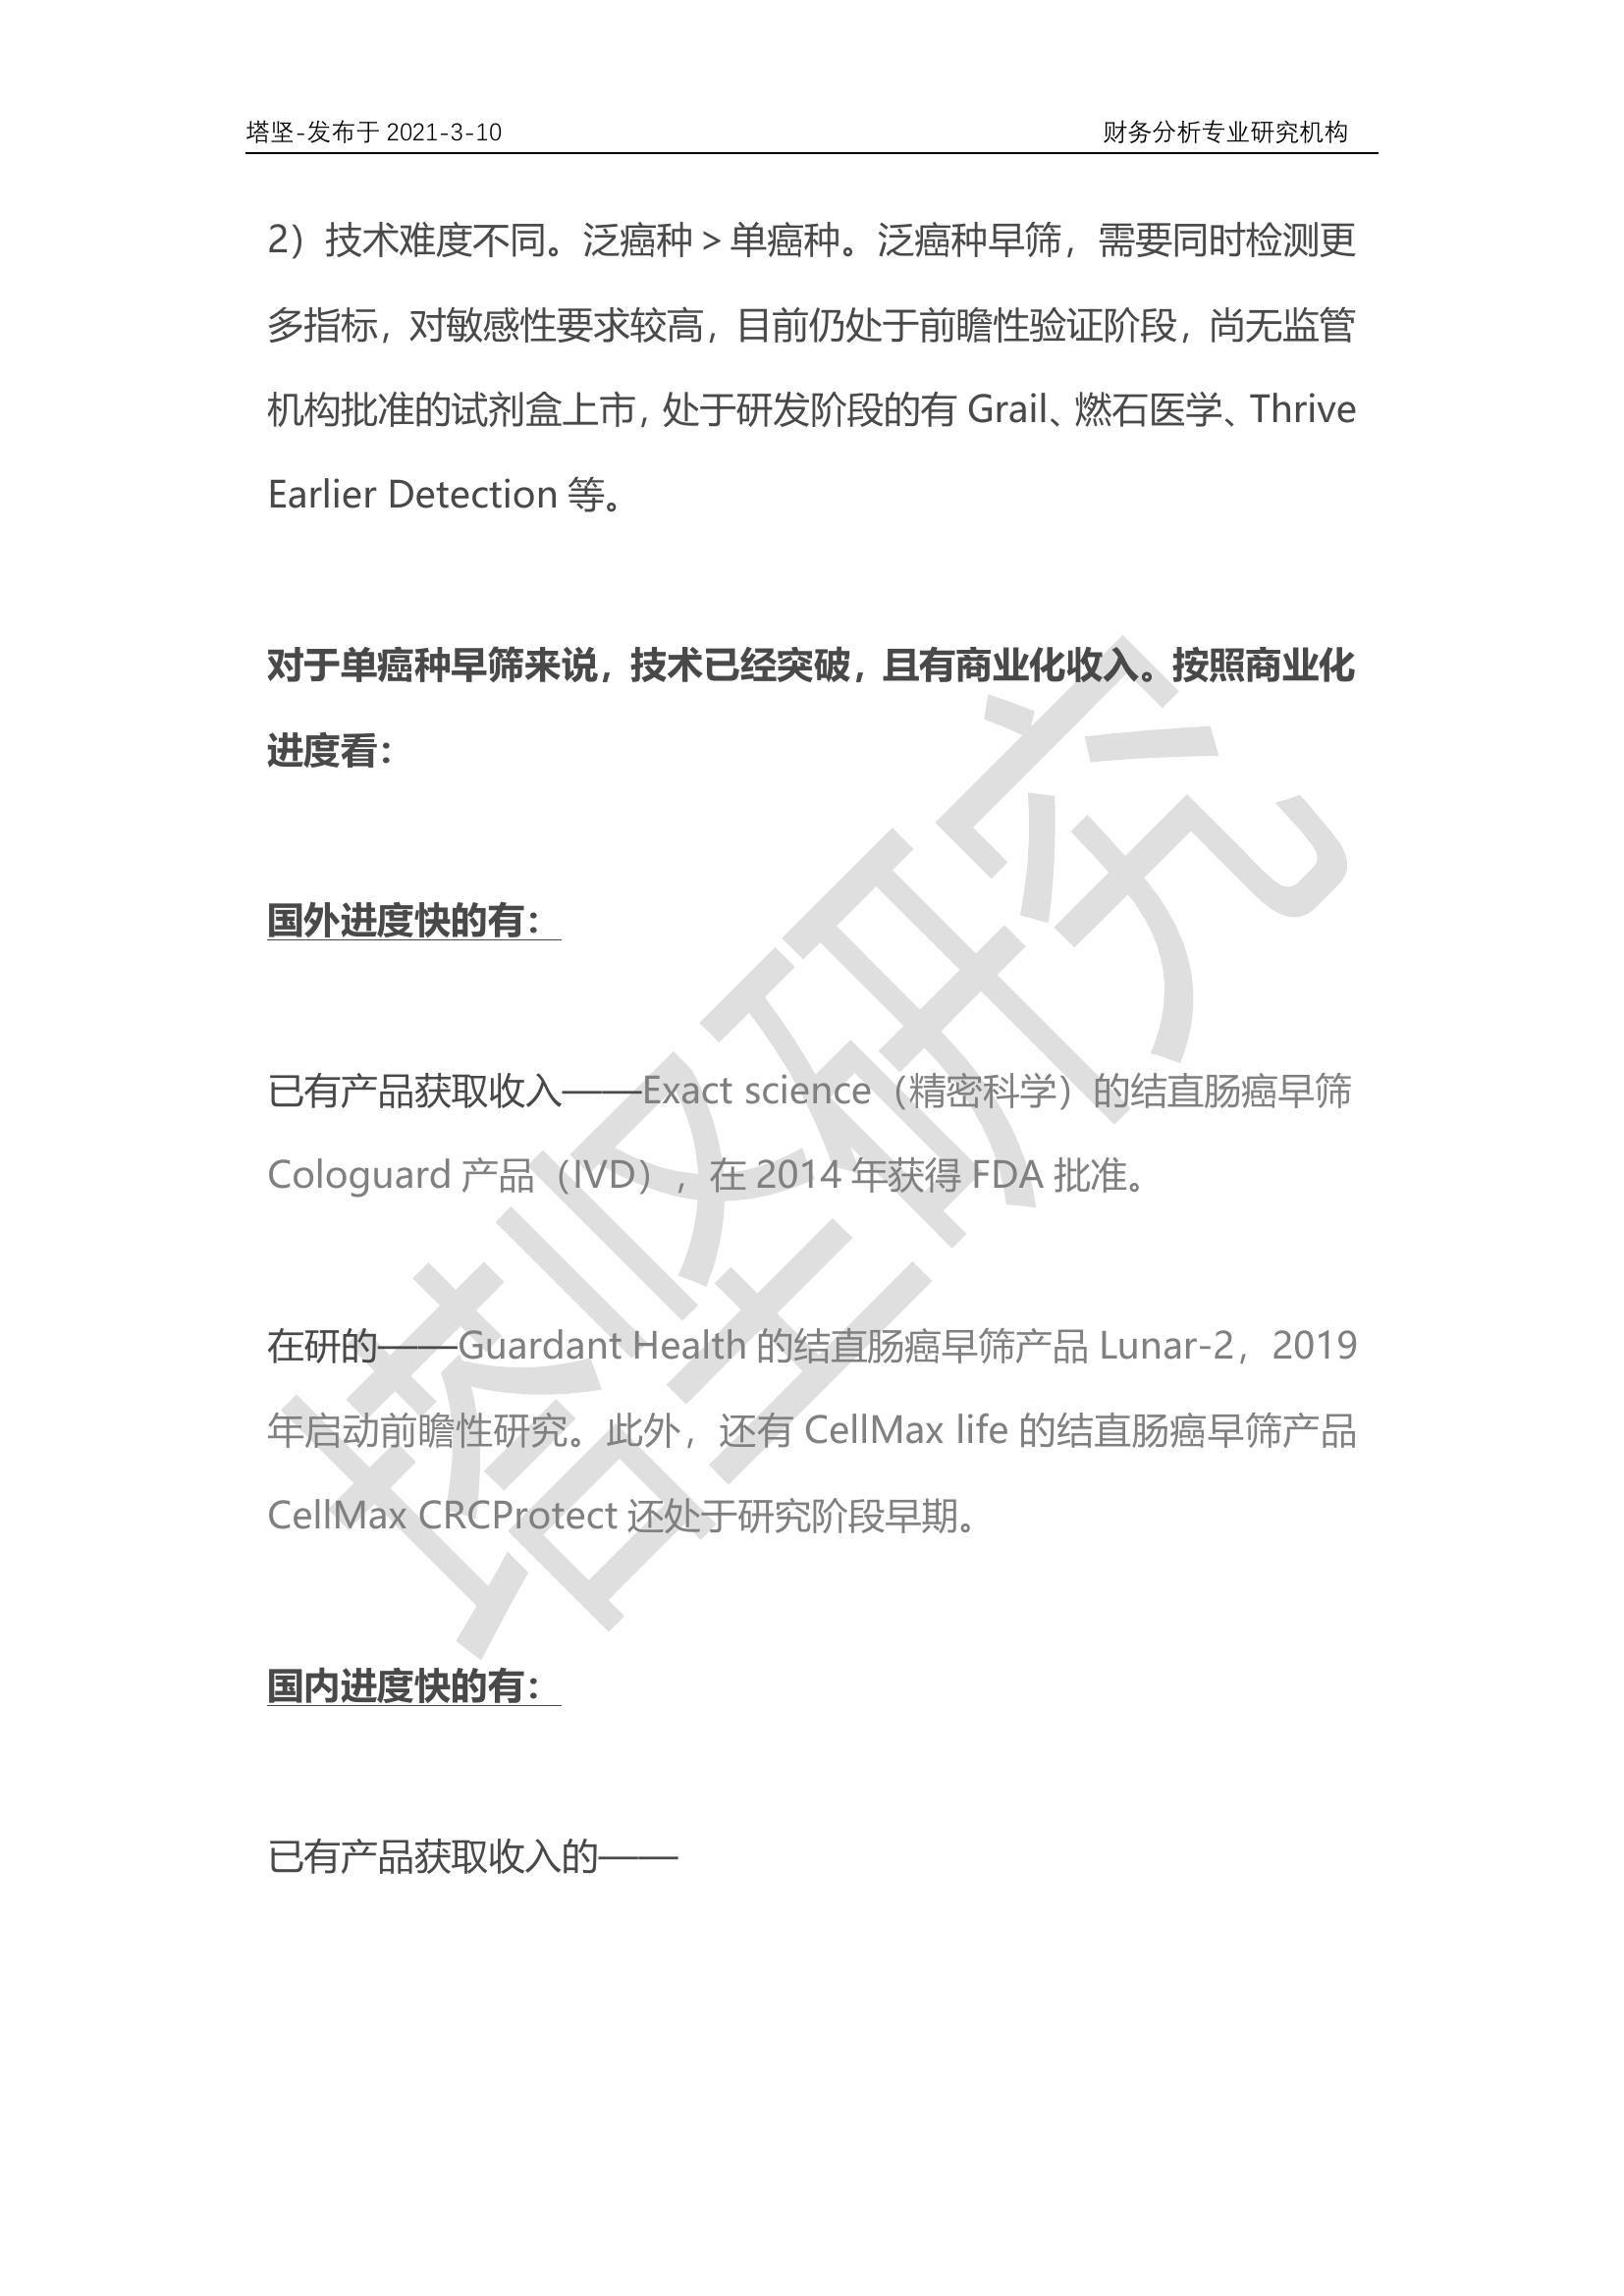 塔坚-发布于 2021-3-10 财务分析专业研究机构
2）技术难度不同。泛癌种 > 单癌种。泛癌种早筛，需要同时检测更
多指标，对敏感性要求较高，目前仍处于前瞻性验证阶段，尚无监管
机构批准的试剂盒上市，处于研发阶段的有 Grail、燃石医学、Thrive
Earlier Detection 等。
对于单癌种早筛来说，技术已经突破，且有商业化收入。按照商业化
进度看：
国外进度快的有：
已有产品获取收入——Exact science（精密科学）的结直肠癌早筛
Cologuard 产品（IVD），在 2014 年获得 FDA 批准。
在研的——Guardant Health 的结直肠癌早筛产品 Lunar-2，2019
年启动前瞻性研究。此外，还有 CellMax life 的结直肠癌早筛产品
CellMax CRCProtect 还处于研究阶段早期。
国内进度快的有：
已有产品获取收入的——
塔坚研究